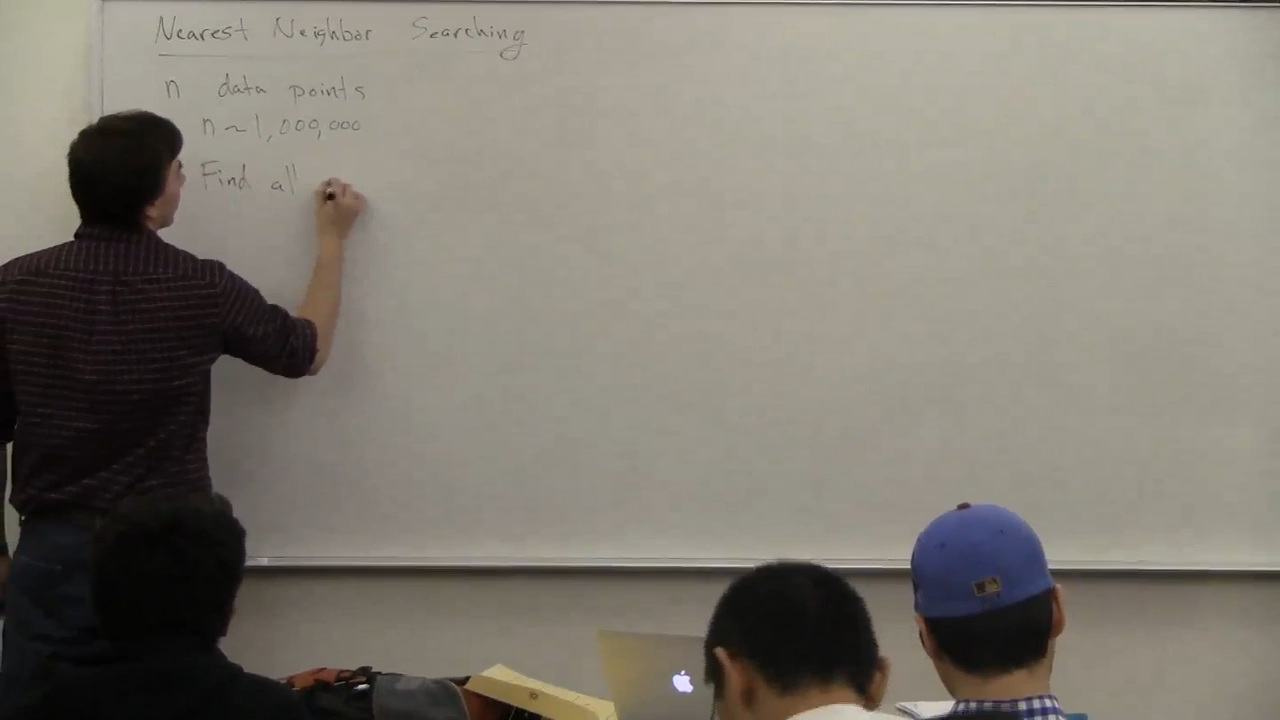 Nearest Neighbor Searching
n data points
n ~ 1,000,000
Find all